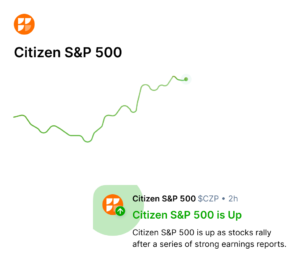 Citizen S&P 500
Citizen S&P 500 $CZP • 2h
Citizen S&P 500 is Up
Citizen S&P 500 is up as stocks rally
after a series of strong earnings reports.